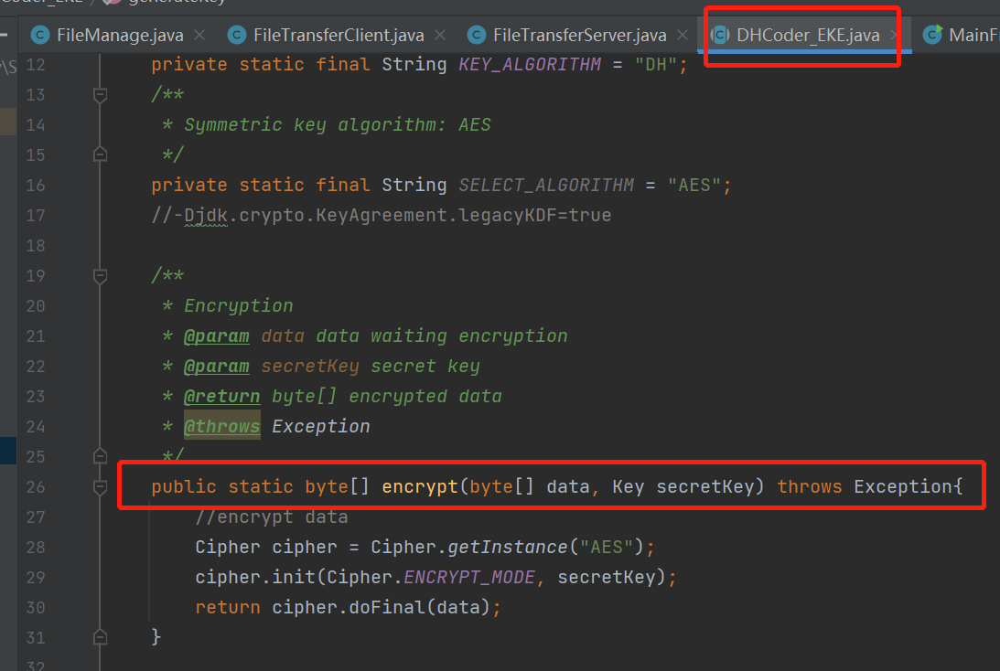 Coder_EKE generateKey
FileManage.java FileTransferClient.java FileTransferServer.java DHCoder_EKE.java MainFr
12 private static final String KEY_ALGORITHM = "DH";
13 /**
14 * Symmetric key algorithm: AES
15 */
16 private static final String SELECT_ALGORITHM = "AES";
17 //-Djdk.crypto.KeyAgreement.legacyKDF=true
18
19 /**
20 * Encryption
21 * @param data data waiting encryption
22 * @param secretKey secret key
23 * @return byte[] encrypted data
24 * @throws Exception
25 */
26 public static byte[] encrypt(byte[] data, Key secretKey) throws Exception{
27 //encrypt data
28 Cipher cipher = Cipher.getInstance("AES");
29 cipher.init(Cipher.ENCRYPT_MODE, secretKey);
30 return cipher.doFinal(data);
31 }
32